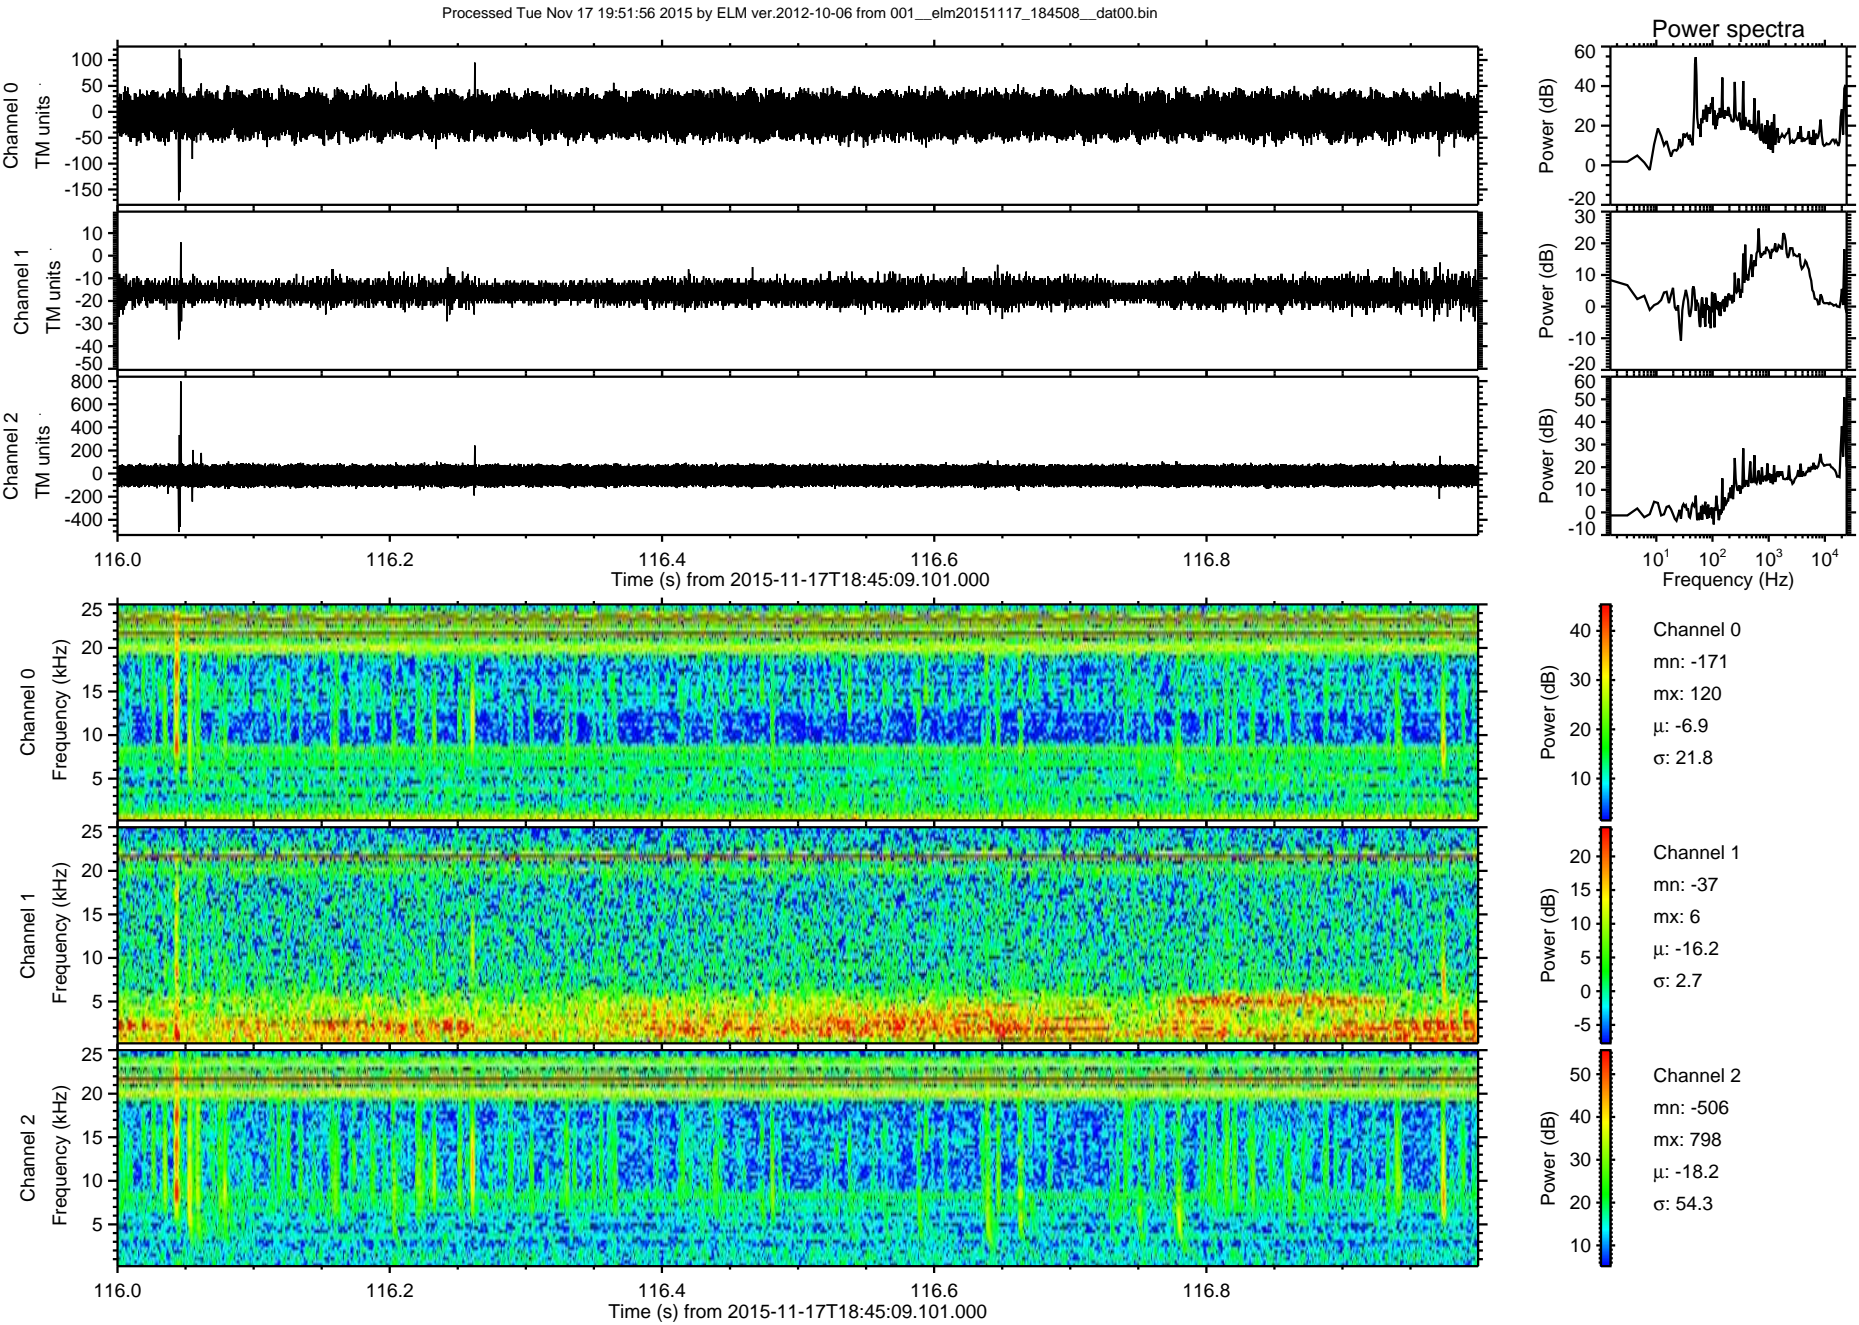 Processed Tue Nov 17 19:51:56 2015 by ELM ver.2012-10-06 from 001__elm20151117_184508__dat00.bin
Power spectra
Channel 0
TM units
100
50
0
-50
-100
-150
Power (dB)
60
40
20
0
-20
Channel 1
TM units
10
0
-10
-20
-30
-40
-50
Power (dB)
30
20
10
0
-10
-20
Channel 2
TM units
800
600
400
200
0
-200
-400
Power (dB)
60
50
40
30
20
10
0
-10
116.0 116.2 116.4 116.6 116.8
Time (s) from 2015-11-17T18:45:09.101.000
10^1 10^2 10^3 10^4
Frequency (Hz)
Channel 0
Frequency (kHz)
25
20
15
10
5
Power (dB)
40
30
20
10
Channel 0
mn: -171
mx: 120
μ: -6.9
σ: 21.8
Channel 1
Frequency (kHz)
25
20
15
10
5
Power (dB)
20
15
10
5
0
-5
Channel 1
mn: -37
mx: 6
μ: -16.2
σ: 2.7
Channel 2
Frequency (kHz)
25
20
15
10
5
Power (dB)
50
40
30
20
10
Channel 2
mn: -506
mx: 798
μ: -18.2
σ: 54.3
116.0 116.2 116.4 116.6 116.8
Time (s) from 2015-11-17T18:45:09.101.000